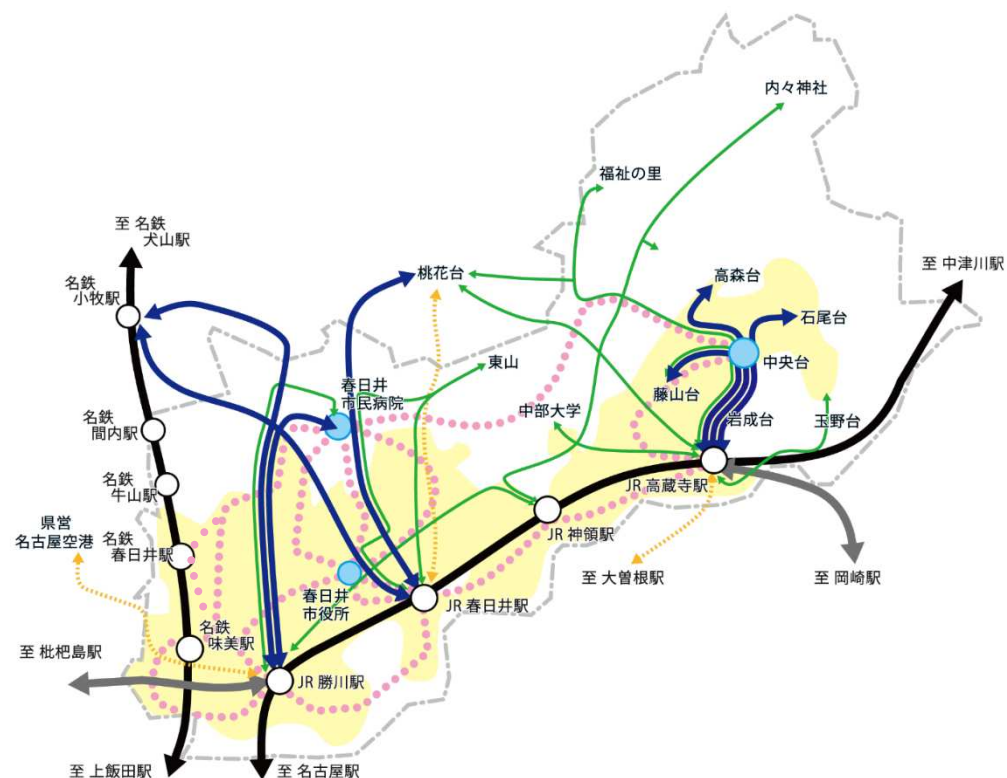 内々神社
福祉の里
至 名鉄
犬山駅
桃花台
高森台
至 中津川駅
名鉄
小牧駅
石尾台
中央台
東山
春日井
市民病院
藤山台
中部大学
岩成台
玉野台
名鉄
間内駅
JR 高蔵寺駅
名鉄
牛山駅
県営
名古屋空港
名鉄
春日井駅
JR 神領駅
至 大曽根駅
至 岡崎駅
春日井
市役所
JR 春日井駅
名鉄
味美駅
至 枇杷島駅
JR 勝川駅
至 上飯田駅
至 名古屋駅